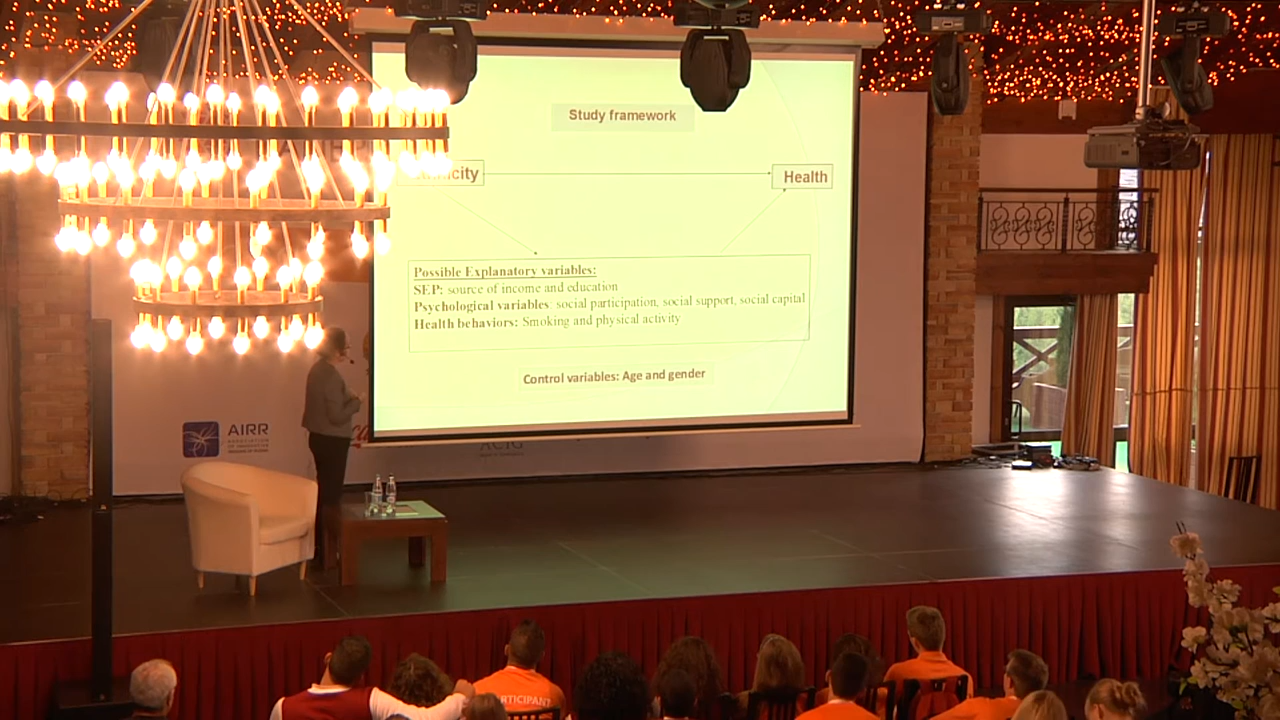 Study framework
Health
Possible Explanatory variables:
SEP: source of income and education
Psychological variables: social participation, social support, social capital
Health behaviors: Smoking and physical activity
Control variables: Age and gender
AIRR
PARTICIPANT